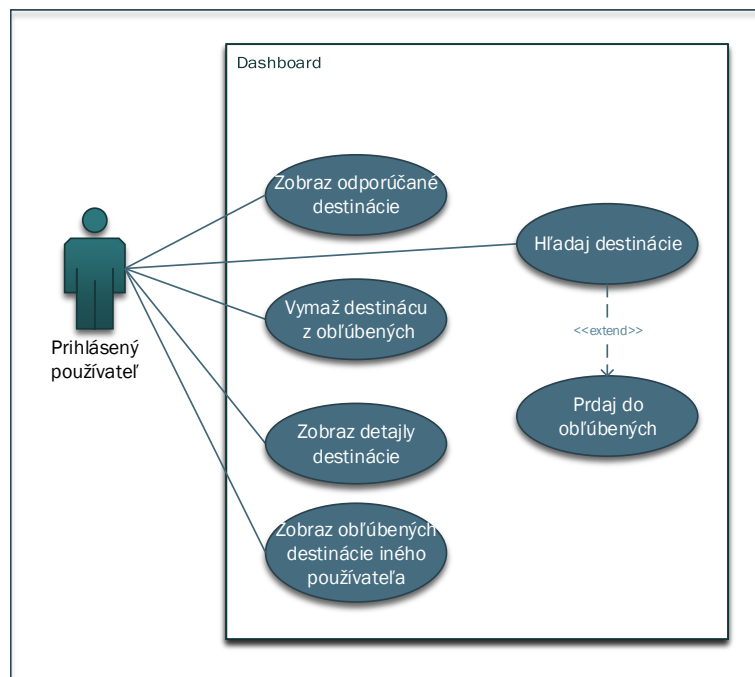 Dashboard
Zobraz odporúčané
destinácie
Hľadaj destinácie
Vymaž destinácu
z obľúbených
<<extend>>
Prihlásený
používateľ
Prdaj do
obľúbených
Zobraz detajly
destinácie
Zobraz obľúbených
destinácie iného
používateľa